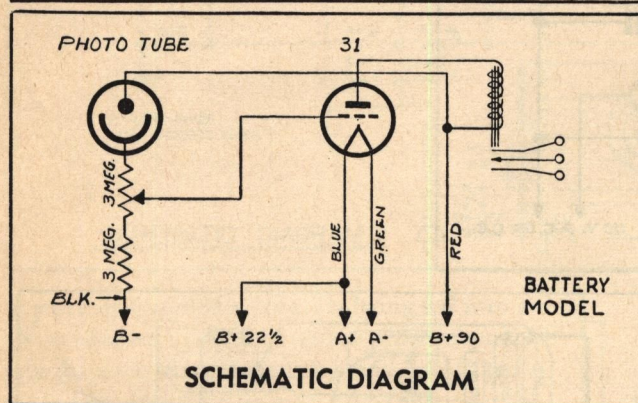 PHOTO TUBE
31
3 MEG.
3 MEG.
BLK.
BLUE
GREEN
RED
BATTERY
MODEL
B-
B+ 22½
A+
A-
B+ 90
SCHEMATIC DIAGRAM